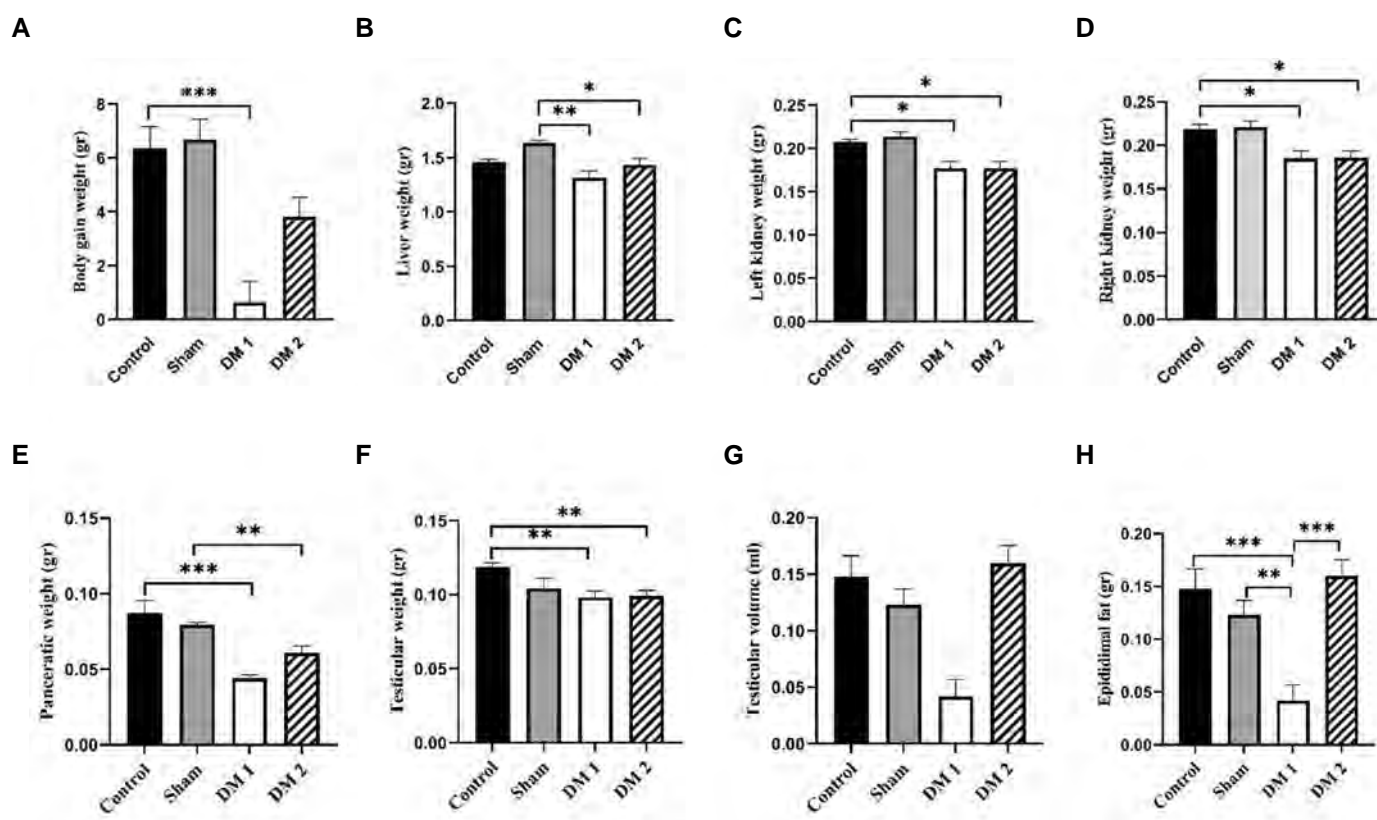 A
***
Body gain weight (gr)
8
6
4
2
0
Control
Sham
DM 1
DM 2
B
*
**
Livor weight (gr)
2.0
1.5
1.0
0.5
0.0
Control
Sham
DM 1
DM 2
C
*
*
Left kidney weight (gr)
0.25
0.20
0.15
0.10
0.05
0.00
Control
Sham
DM 1
DM 2
D
*
*
Right kidney weight (gr)
0.25
0.20
0.15
0.10
0.05
0.00
Control
Sham
DM 1
DM 2
E
**
***
Panceratic weight (gr)
0.15
0.10
0.05
0.00
Control
Sham
DM 1
DM 2
F
**
**
Testicular weight (gr)
0.15
0.10
0.05
0.00
Control
Sham
DM 1
DM 2
G
Testicular volume (ml)
0.20
0.15
0.10
0.05
0.00
Control
Sham
DM 1
DM 2
H
***
***
**
Epididimal fat (gr)
0.20
0.15
0.10
0.05
0.00
Control
Sham
DM 1
DM 2